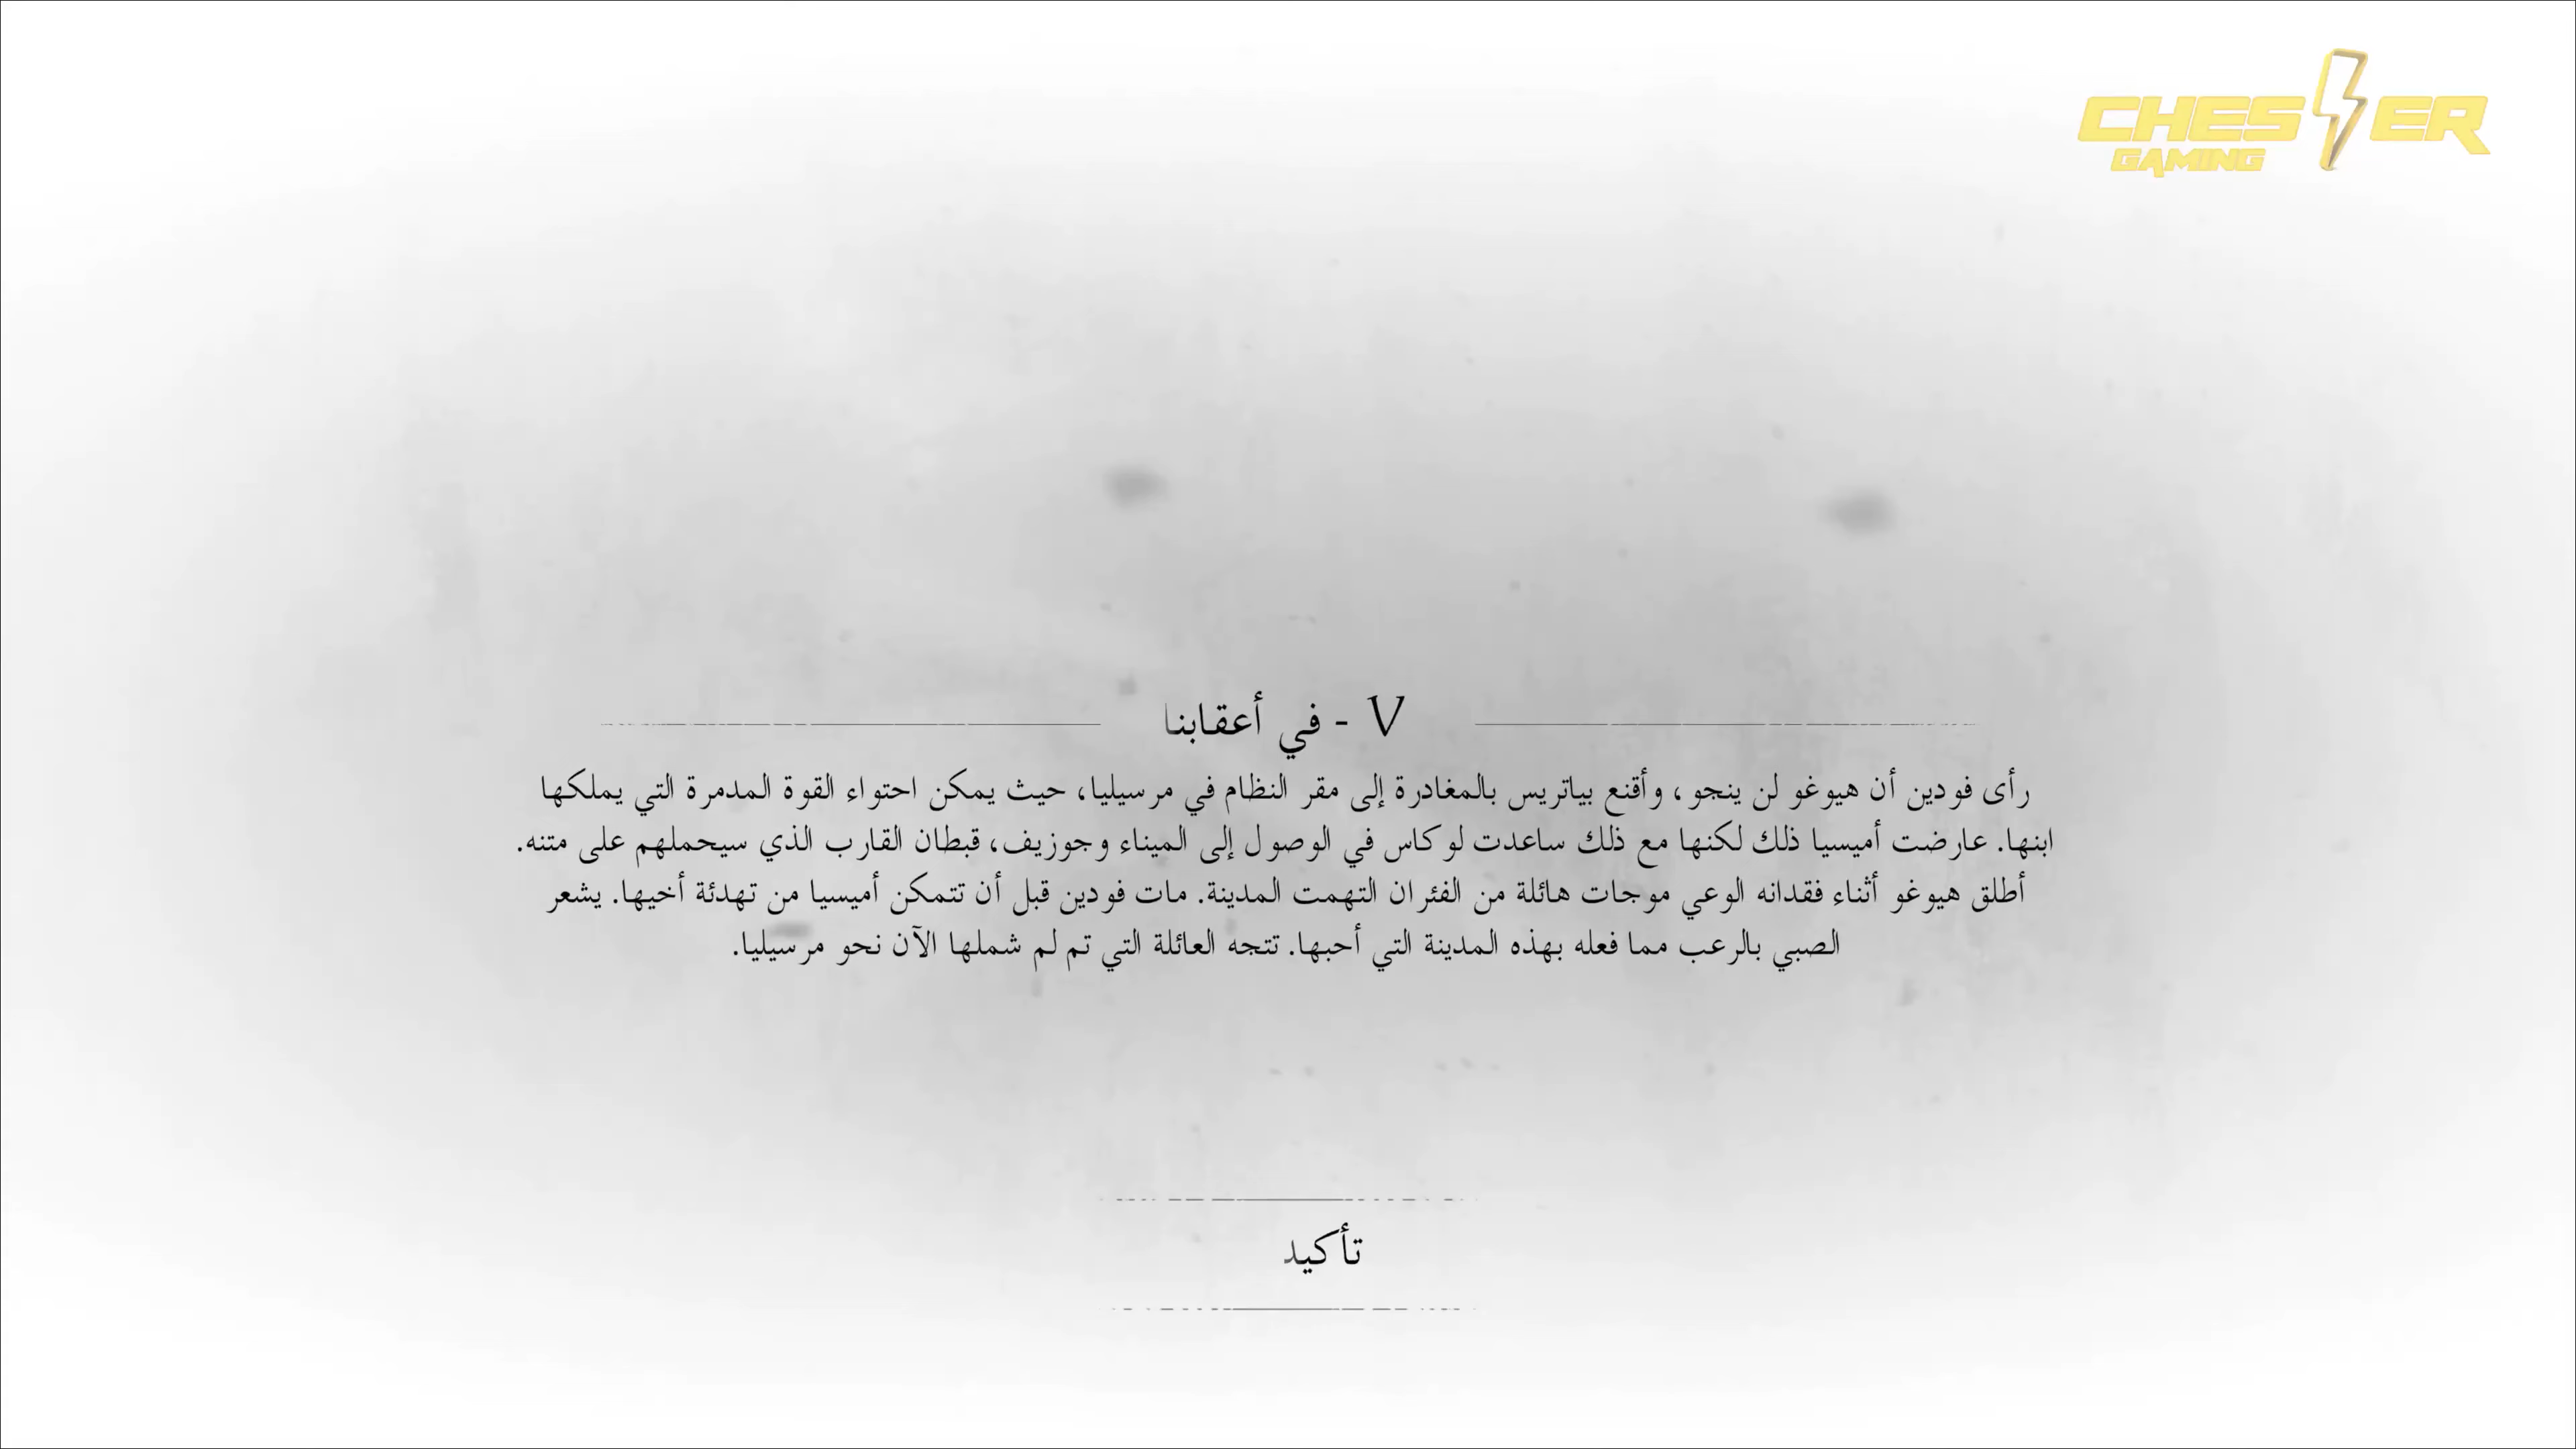 CHESTER
GAMING
V - في أعقابنا
رأى فودين أن هيوغو لن ينجو، وأقنع بياتريس بالمغادرة إلى مقر النظام في مرسيليا، حيث يمكن احتواء القوة المدمرة التي يملكها
ابنها. عارضت أميسيا ذلك لكنها مع ذلك ساعدت لوكاس في الوصول إلى الميناء وجوزيف، قبطان القارب الذي سيحملهم على متنه.
أطلق هيوغو أثناء فقدانه الوعي موجات هائلة من الفئران التهمت المدينة. مات فودين قبل أن تتمكن أميسيا من تهدئة أخيها. يشعر
الصبي بالرعب مما فعله بهذه المدينة التي أحبها. تتجه العائلة التي تم لم شملها الآن نحو مرسيليا.
تأكيد